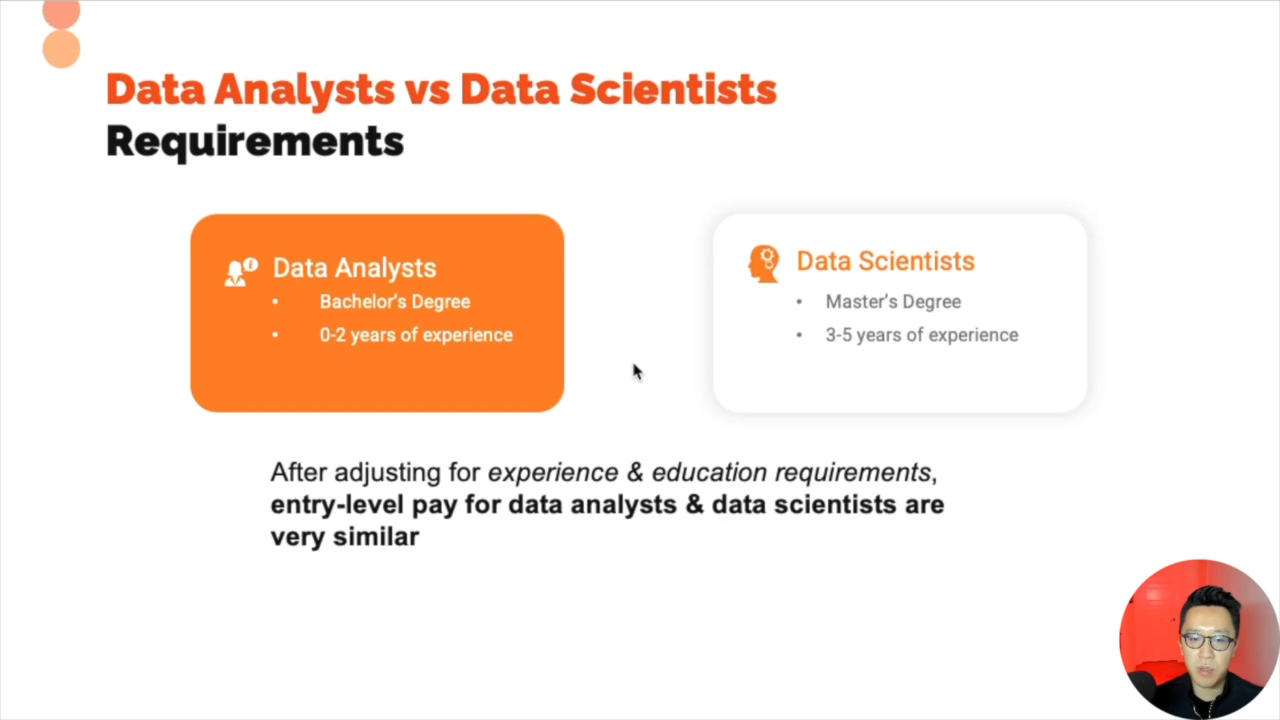 Data Analysts vs Data Scientists
Requirements
Data Analysts
• Bachelor's Degree
• 0-2 years of experience
Data Scientists
• Master's Degree
• 3-5 years of experience
After adjusting for experience & education requirements,
entry-level pay for data analysts & data scientists are
very similar